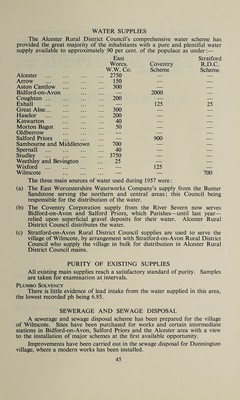 WATER SUPPLIES
The Alcester Rural District Council's comprehensive water scheme has
provided the great majority of the inhabitants with a pure and plentiful water
supply available to approximately 90 per cent. of the populace as under:—
East Worcs. W.W. Co. Coventry Scheme Stratford R.D.C. Scheme
Alcester ... ... ... 2750 — —
Arrow ... ... ... 150 — —
Aston Cantlow ... ... 300 — —
Bidford-on-Avon ... ... — 2000 —
Coughton ... ... ... 200 — —
Exhall ... ... ... — 125 25
Great Alne ... ... ... 300 — —
Haselor ... ... ... 200 — —
Kinwarton ... ... ... 40 — —
Morton Bagot ... ... 50 — —
Oldberrow ... ... ... — — —
Salford Priors ... ... — 900 —
Sambourne and Middletown 700 — —
Spernall ... ... ... 40 — —
Studley ... ... ... 3750 — —
Weethley and Bevington ... 25 — —
Wixford ... ... ... — 125 —
Wilmcote ... ... ... — — 700
The three main sources of water used during 1957 were:
(a) The East Worcestershire Waterworks Company's supply from the Bunter
Sandstone serving the northern and central areas; this Council being
responsible for the distribution of the water.
(b) The Coventry Corporation supply from the River Severn now serves
Bidford-on-Avon and Salford Priors, which Parishes—until last year—
relied upon superficial gravel deposits for their water. Alcester Rural
District Council distributes the water.
(c) Stratford-on-Avon Rural District Council supplies are used to serve the
village of Wilmcote, by arrangement with Stratford-on-Avon Rural District
Council who supply the village in bulk for distribution in Alcester Rural
District Council mains.
PURITY OF EXISTING SUPPLIES
All existing main supplies reach a satisfactory standard of purity. Samples
are taken for examination at intervals.
PLUMBO SOLVENCY
There is little evidence of lead intake from the water supplied in this area,
the lowest recorded ph being 6.85.
SEWERAGE AND SEWAGE DISPOSAL
A sewerage and sewage disposal scheme has been prepared for the village
of Wilmcote. Sites have been purchased for works and certain intermediate
stations in Bidford-on-Avon, Salford Priors and the Alcester area with a view
to the installation of major schemes at the first available opportunity.
Improvements have been carried out in the sewage disposal for Dunnington
village, where a modern works has been installed.
45